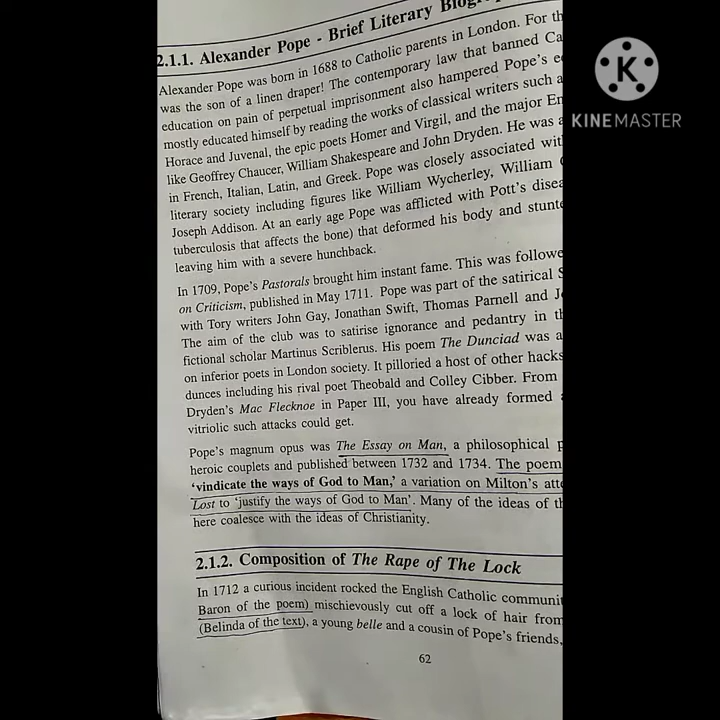 2.1.1. Alexander Pope - Brief Literary
Alexander Pope was born in 1688 to Catholic parents in London. For
was the son of a linen draper! The contemporary law that banned
education on pain of perpetual imprisonment also hampered Pope's
mostly educated himself by reading the works of classical writers such
Horace and Juvenal, the epic poets Homer and Virgil, and the major
like Geoffrey Chaucer, William Shakespeare and John Dryden. He was
in French, Italian, Latin, and Greek. Pope was closely associated
literary society including figures like William Wycherley, William
Joseph Addison. At an early age Pope was afflicted with Pott's
tuberculosis that affects the bone) that deformed his body and
leaving him with a severe hunchback.
In 1709, Pope's Pastorals brought him instant fame. This was
on Criticism, published in May 1711. Pope was part of the satirical
with Tory writers John Gay, Jonathan Swift, Thomas Parnell and
The aim of the club was to satirise ignorance and pedantry in
fictional scholar Martinus Scriblerus. His poem The Dunciad was a
on inferior poets in London society. It pilloried a host of other hacks
dunces including his rival poet Theobald and Colley Cibber. From
Dryden's Mac Flecknoe in Paper III, you have already formed
vitriolic such attacks could get.
Pope's magnum opus was The Essay on Man, a philosophical
heroic couplets and published between 1732 and 1734. The poem
'vindicate the ways of God to Man,' a variation on Milton's
Lost to 'justify the ways of God to Man'. Many of the ideas of
here coalesce with the ideas of Christianity.
2.1.2. Composition of The Rape of The Lock
In 1712 a curious incident rocked the English Catholic
Baron of the poem) mischievously cut off a lock of hair from
(Belinda of the text), a young belle and a cousin of Pope's friends,
62
K
KINEMASTER